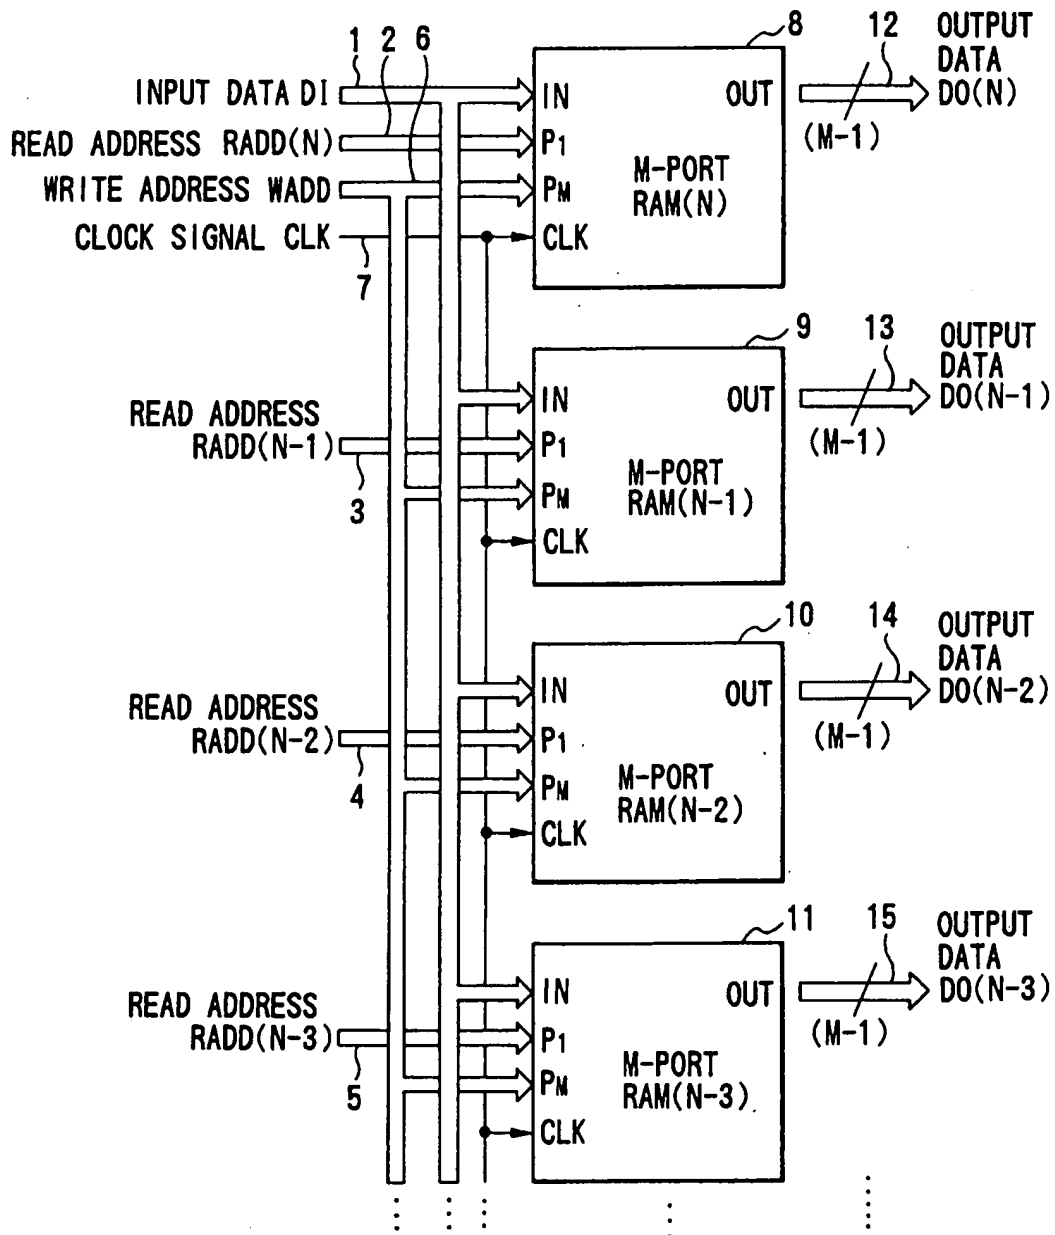 1
2
6
8
12
OUTPUT
DATA
DO(N)
INPUT DATA DI
IN
OUT
(M-1)
READ ADDRESS RADD(N)
P1
M-PORT
RAM(N)
WRITE ADDRESS WADD
PM
CLOCK SIGNAL CLK
CLK
7
9
13
OUTPUT
DATA
DO(N-1)
IN
OUT
(M-1)
READ ADDRESS
RADD(N-1)
P1
M-PORT
RAM(N-1)
3
PM
CLK
10
14
OUTPUT
DATA
DO(N-2)
IN
OUT
(M-1)
READ ADDRESS
RADD(N-2)
P1
M-PORT
RAM(N-2)
4
PM
CLK
11
15
OUTPUT
DATA
DO(N-3)
IN
OUT
(M-1)
READ ADDRESS
RADD(N-3)
P1
M-PORT
RAM(N-3)
5
PM
CLK